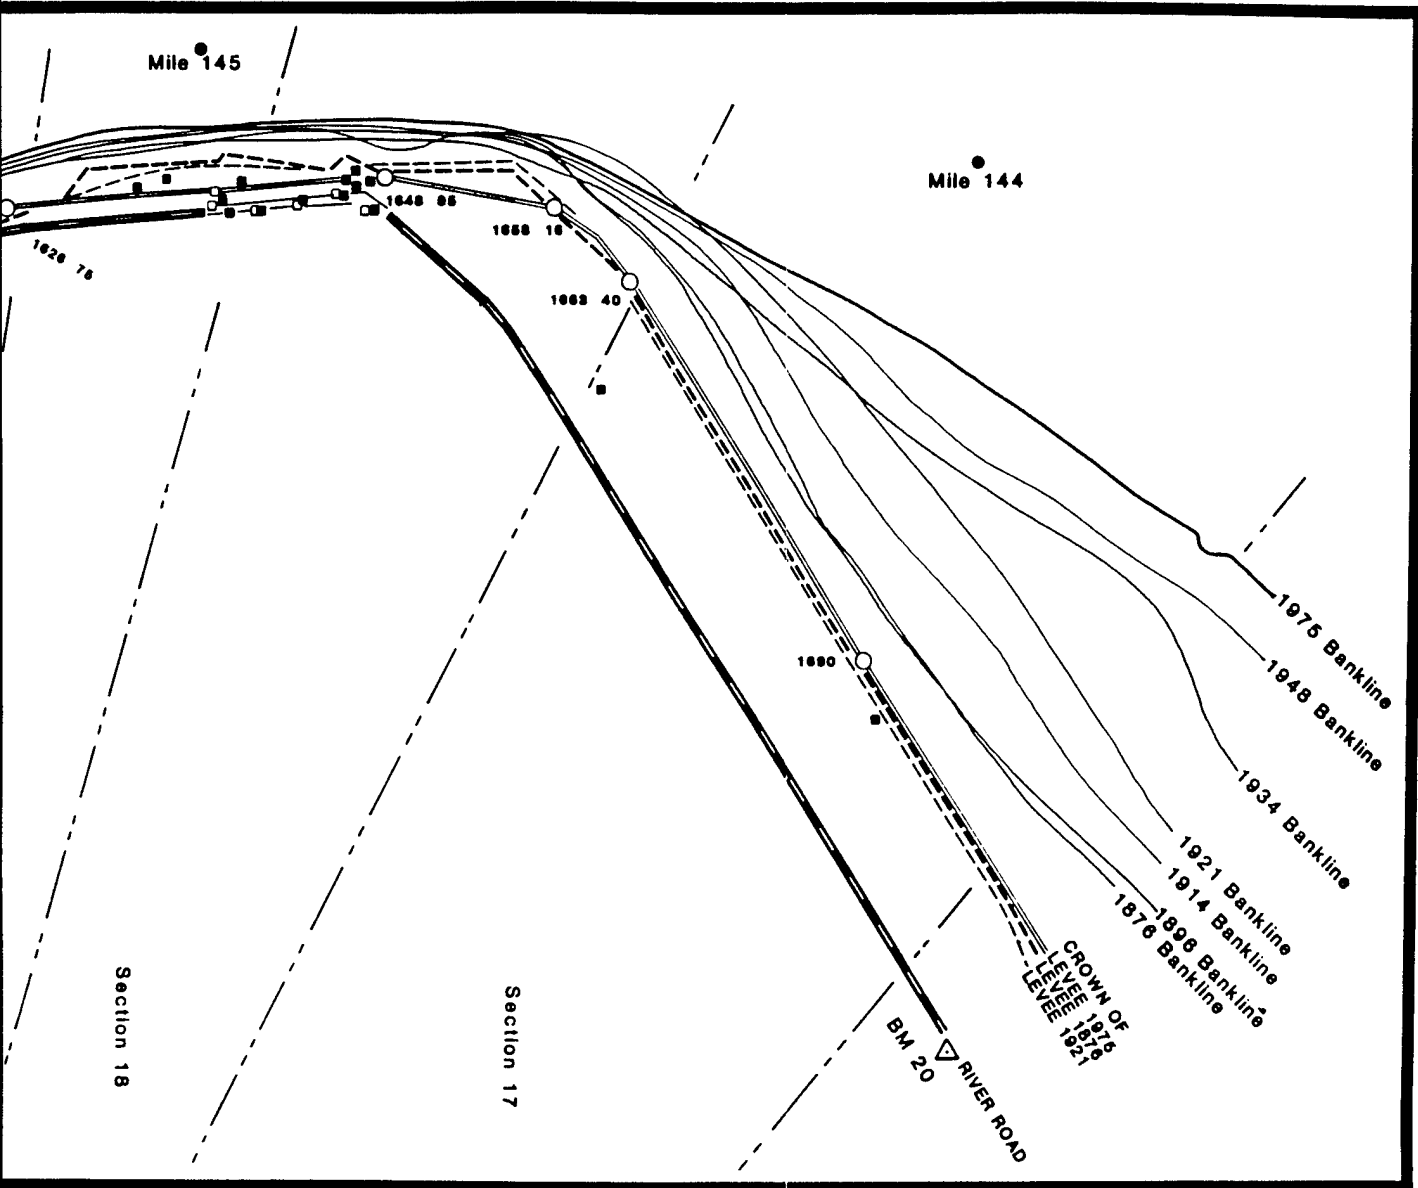 Mile 145
Mile 144
1648 95
1658 16
1626 75
1663 40
1690
1975 Bankline
1948 Bankline
1934 Bankline
1921 Bankline
1914 Bankline
1896 Bankline
1876 Bankline
CROWN OF
LEVEE 1975
LEVEE 1876
LEVEE 1921
Section 18
Section 17
BM 20
RIVER ROAD